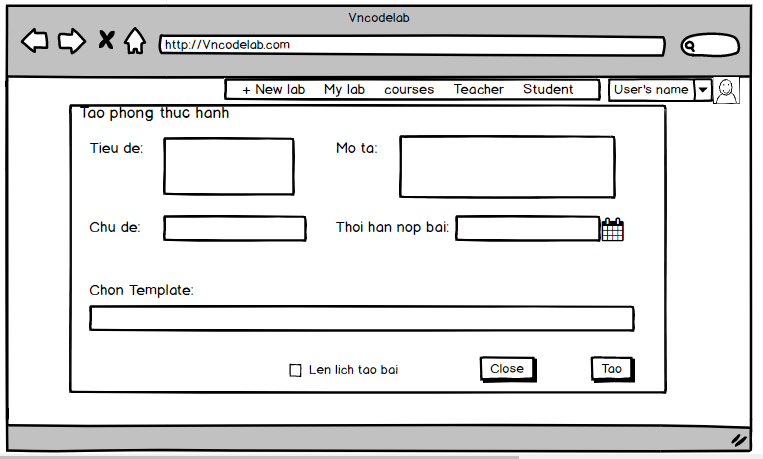 Vncodelab
http://Vncodelab.com
+ New lab My lab courses Teacher Student User's name
Tao phong thuc hanh
Tieu de: Mo ta:
Chu de: Thoi han nop bai:
Chon Template:
Len lich tao bai Close Tao